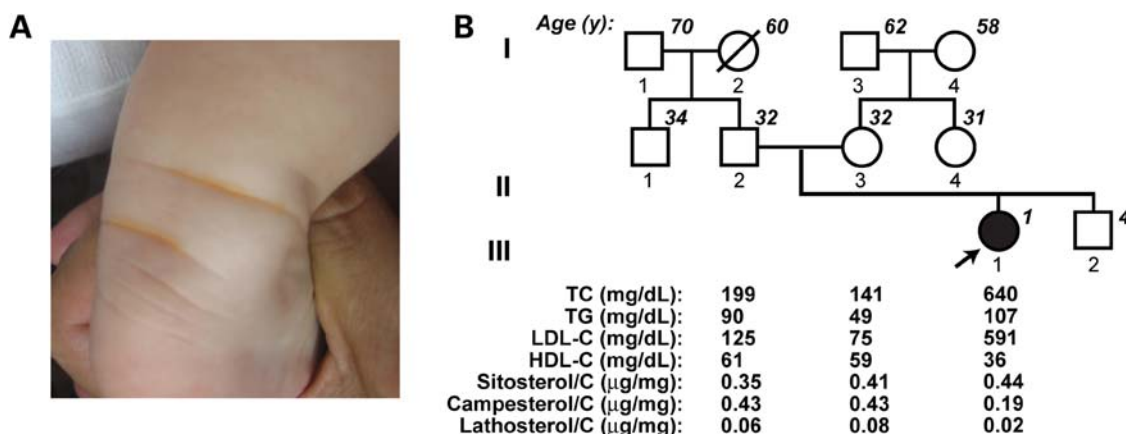 A
B
Age (y):
70
60
62
58
I
1
2
3
4
34
32
32
31
II
1
2
3
4
1
4
III
1
2
TC (mg/dL): 199 141 640
TG (mg/dL): 90 49 107
LDL-C (mg/dL): 125 75 591
HDL-C (mg/dL): 61 59 36
Sitosterol/C (µg/mg): 0.35 0.41 0.44
Campesterol/C (µg/mg): 0.43 0.43 0.19
Lathosterol/C (µg/mg): 0.06 0.08 0.02